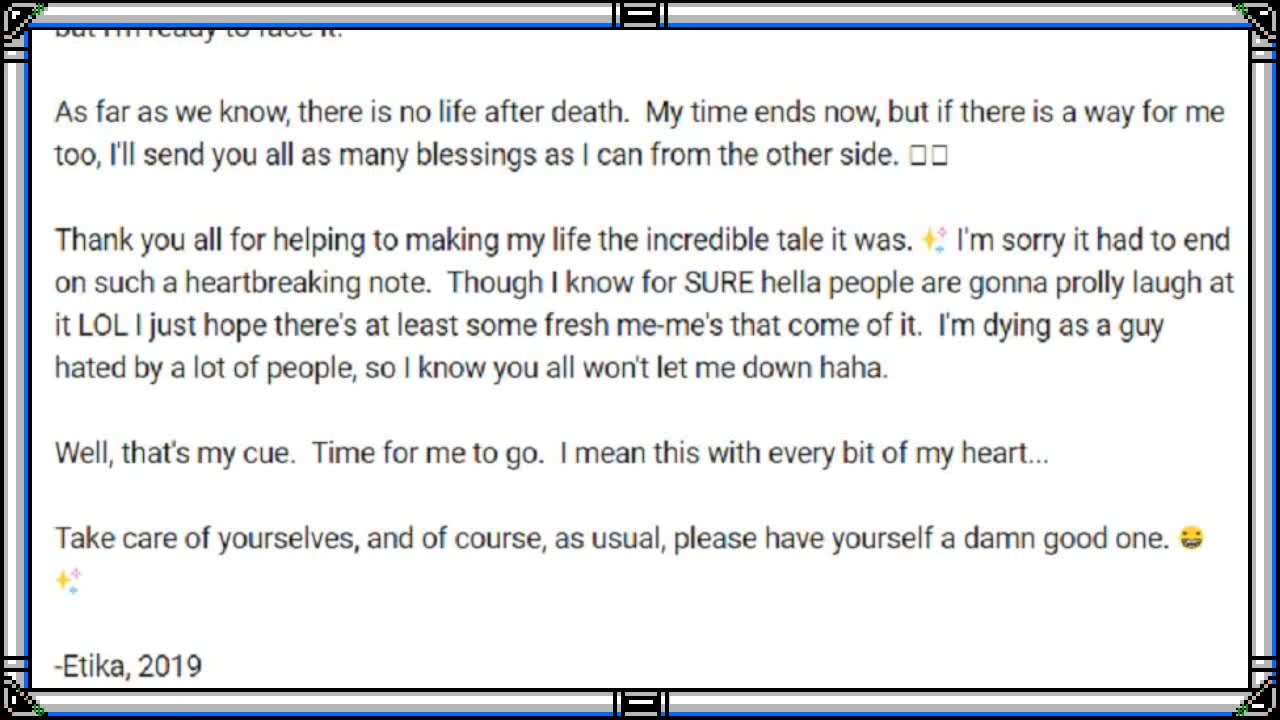 but I'm ready to face it.
As far as we know, there is no life after death.  My time ends now, but if there is a way for me
too, I'll send you all as many blessings as I can from the other side. □□
Thank you all for helping to making my life the incredible tale it was. ✨ I'm sorry it had to end
on such a heartbreaking note.  Though I know for SURE hella people are gonna prolly laugh at
it LOL I just hope there's at least some fresh me-me's that come of it.  I'm dying as a guy
hated by a lot of people, so I know you all won't let me down haha.
Well, that's my cue.  Time for me to go.  I mean this with every bit of my heart...
Take care of yourselves, and of course, as usual, please have yourself a damn good one. 😁
✨
-Etika, 2019